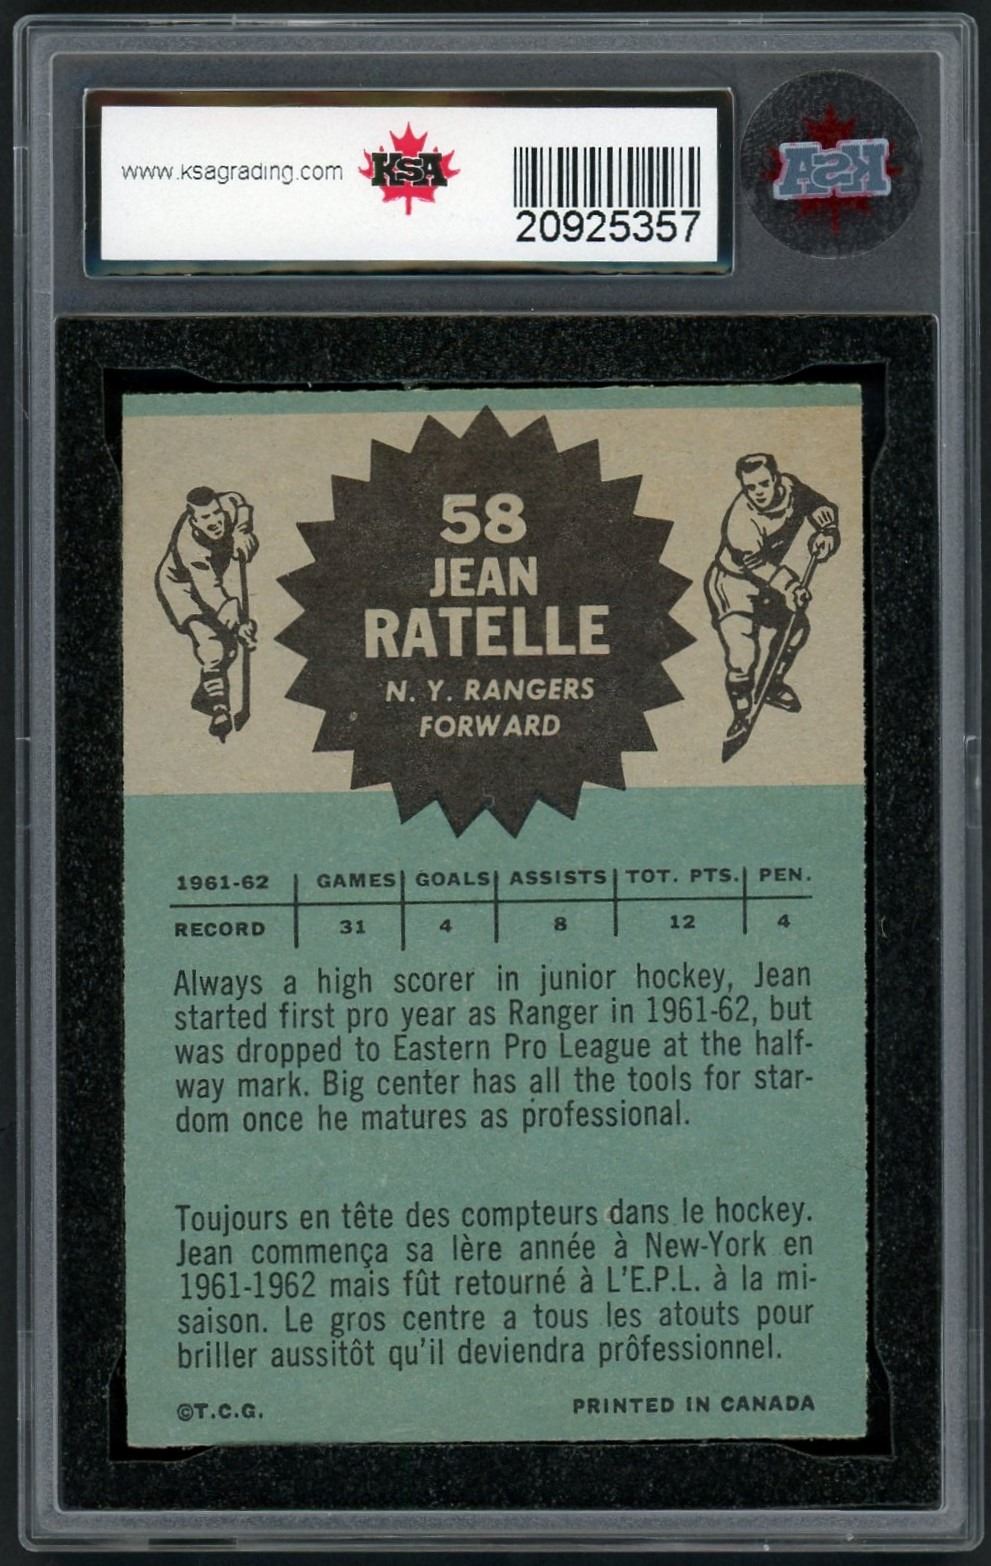 www.ksagrading.com
KSA
20925357
KSA
58
JEAN
RATELLE
N. Y. RANGERS
FORWARD
1961-62 GAMES GOALS ASSISTS TOT. PTS. PEN.
RECORD 31 4 8 12 4
Always a high scorer in junior hockey, Jean
started first pro year as Ranger in 1961-62, but
was dropped to Eastern Pro League at the half-
way mark. Big center has all the tools for star-
dom once he matures as professional.
Toujours en tête des compteurs dans le hockey.
Jean commença sa lère année à New-York en
1961-1962 mais fût retourné à L'E.P.L. à la mi-
saison. Le gros centre a tous les atouts pour
briller aussitôt qu'il deviendra prôfessionnel.
©T.C.G.
PRINTED IN CANADA